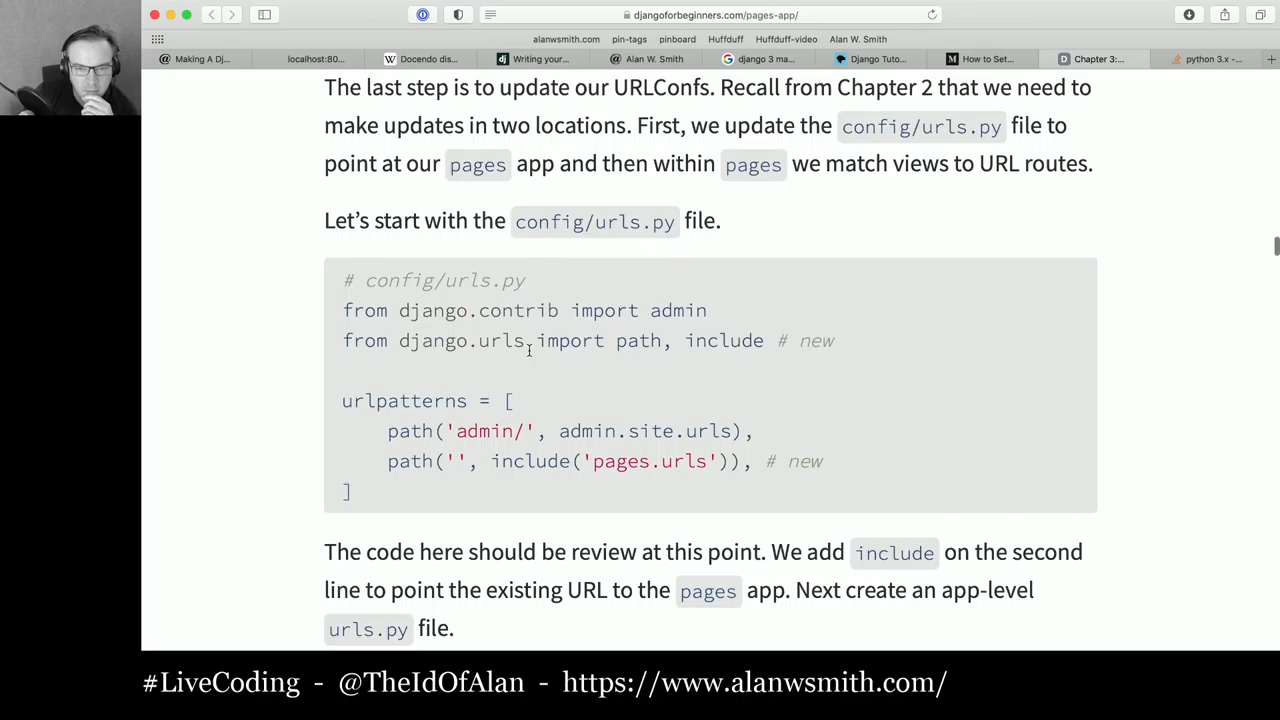 djangoforbeginners.com/pages-app/
alanwsmith.com pin-tags pinboard Huffduff Huffduff-video Alan W. Smith
Making A Dj... localhost:80... Docendo dis... Writing your... Alan W. Smith django 3 ma... Django Tuto... How to Set... Chapter 3:... python 3.x -...
The last step is to update our URLConfs. Recall from Chapter 2 that we need to
make updates in two locations. First, we update the config/urls.py file to
point at our pages app and then within pages we match views to URL routes.
Let’s start with the config/urls.py file.
# config/urls.py
from django.contrib import admin
from django.urls import path, include # new
urlpatterns = [
path('admin/', admin.site.urls),
path('', include('pages.urls')), # new
]
The code here should be review at this point. We add include on the second
line to point the existing URL to the pages app. Next create an app-level
urls.py file.
#LiveCoding - @TheIdOfAlan - https://www.alanwsmith.com/